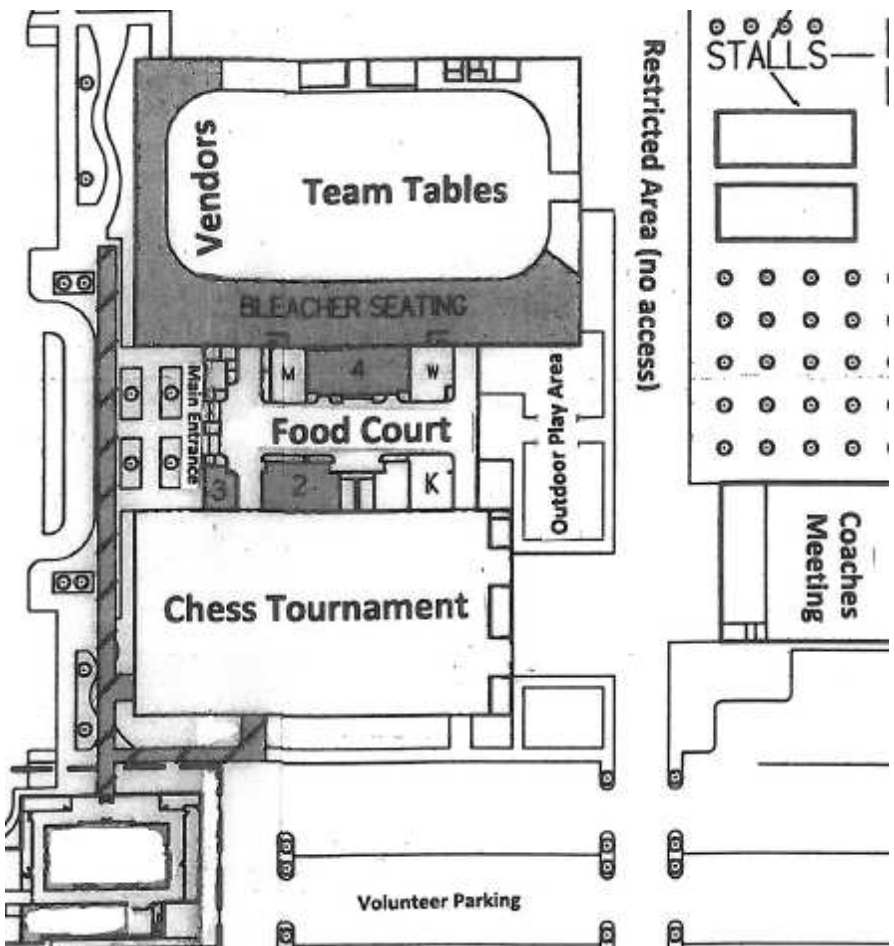 STALLS
Restricted Area (no access)
Vendors
Team Tables
BLEACHER SEATING
M
4
W
Main Entrance
Food Court
Outdoor Play Area
3
2
K
Chess Tournament
Coaches
Meeting
Volunteer Parking